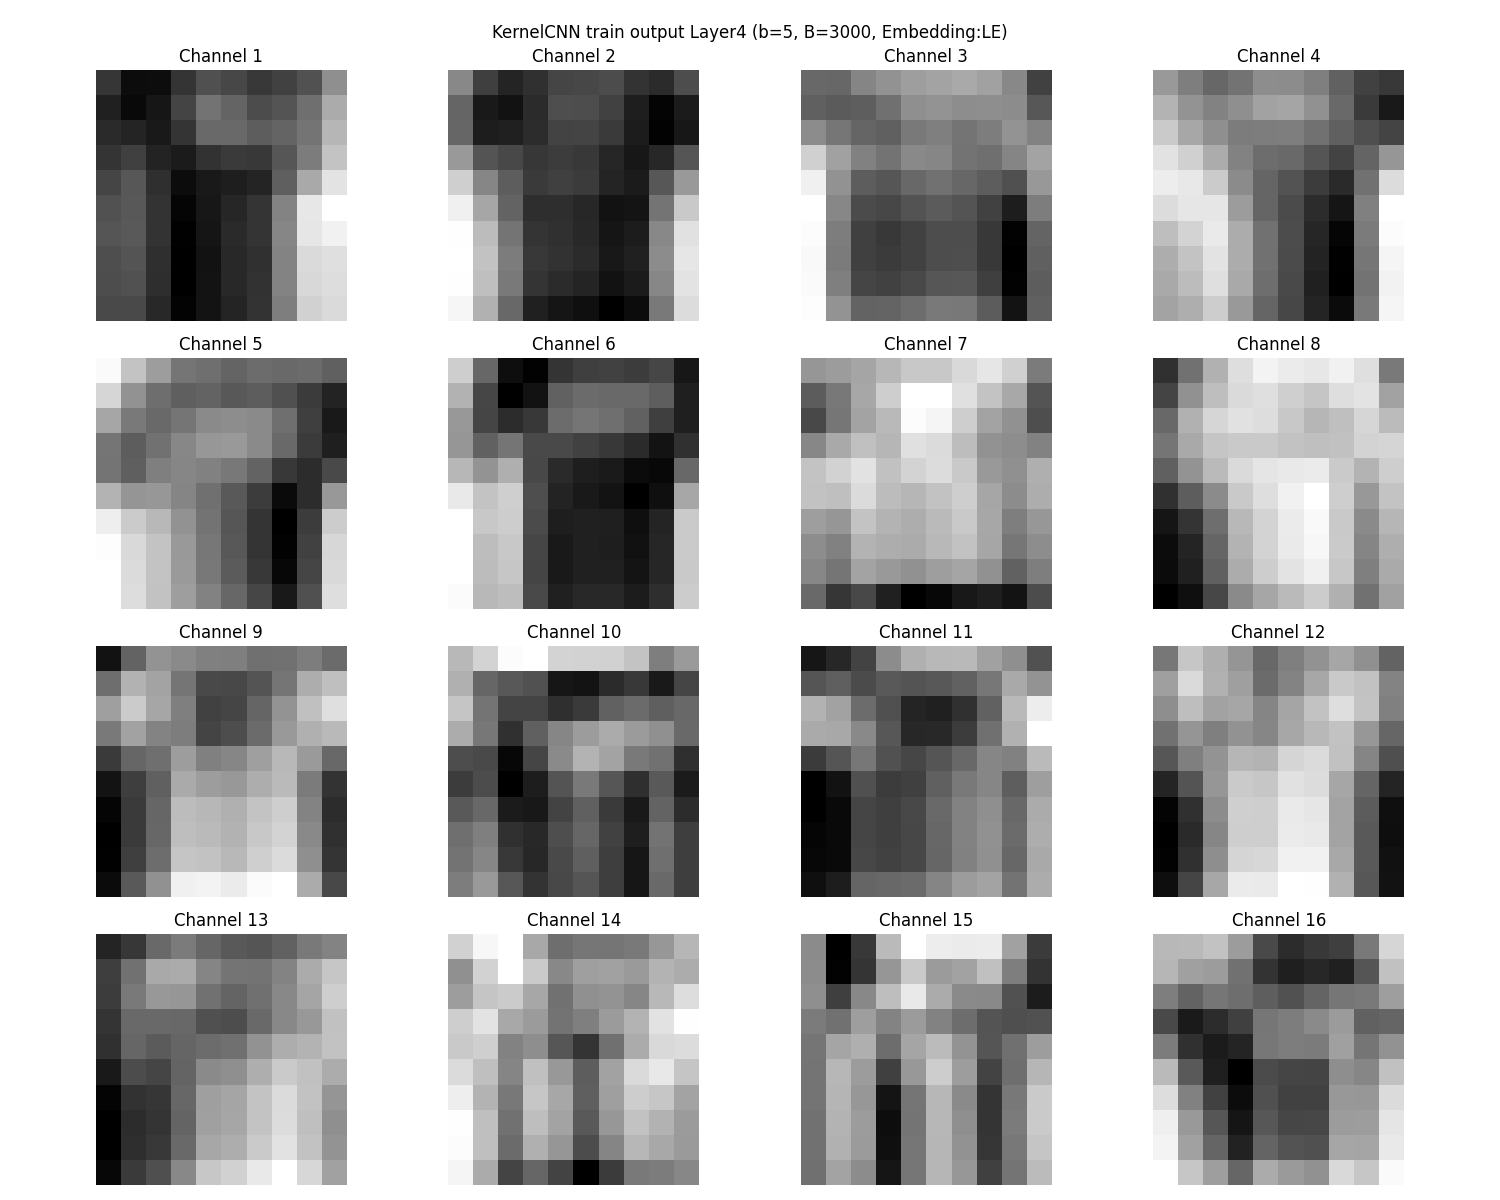 KernelCNN train output Layer4 (b=5, B=3000, Embedding:LE)
Channel 1
Channel 2
Channel 3
Channel 4
Channel 5
Channel 6
Channel 7
Channel 8
Channel 9
Channel 10
Channel 11
Channel 12
Channel 13
Channel 14
Channel 15
Channel 16